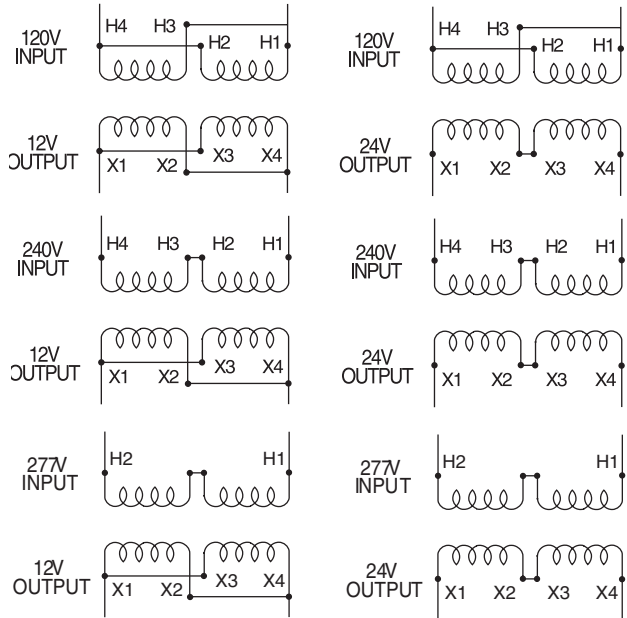 H4 H3 H2 H1
120V
INPUT
12V
OUTPUT
X1 X2 X3 X4
H4 H3 H2 H1
240V
INPUT
12V
OUTPUT
X1 X2 X3 X4
H2 H1
277V
INPUT
12V
OUTPUT
X1 X2 X3 X4
H4 H3 H2 H1
120V
INPUT
24V
OUTPUT
X1 X2 X3 X4
H4 H3 H2 H1
240V
INPUT
24V
OUTPUT
X1 X2 X3 X4
H2 H1
277V
INPUT
24V
OUTPUT
X1 X2 X3 X4